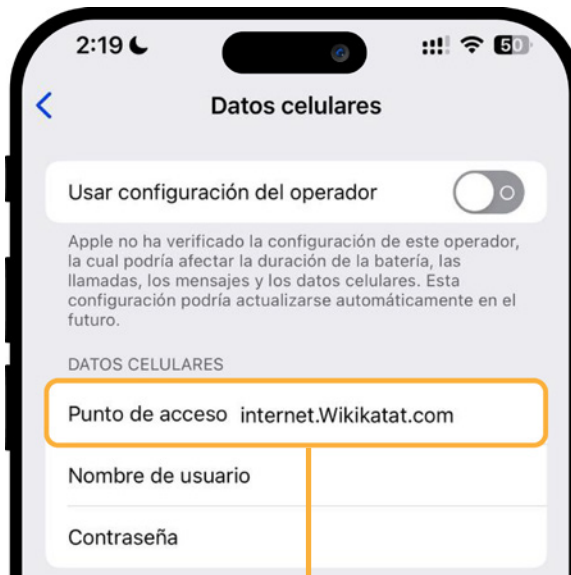 2:19 50
Datos celulares
Usar configuración del operador
Apple no ha verificado la configuración de este operador,
la cual podría afectar la duración de la batería, las
llamadas, los mensajes y los datos celulares. Esta
configuración podría actualizarse automáticamente en el
futuro.
DATOS CELULARES
Punto de acceso internet.Wikikatat.com
Nombre de usuario
Contraseña